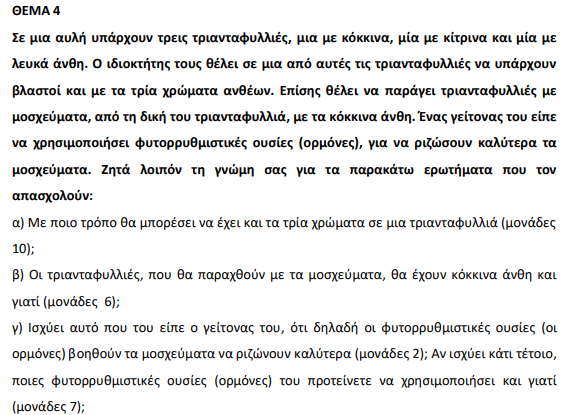 ΘΕΜΑ 4
Σε μια αυλή υπάρχουν τρεις τριανταφυλλιές, μια με κόκκινα, μία με κίτρινα και μία με
λευκά άνθη. Ο ιδιοκτήτης τους θέλει σε μια από αυτές τις τριανταφυλλιές να υπάρχουν
βλαστοί και με τα τρία χρώματα ανθέων. Επίσης θέλει να παράγει τριανταφυλλιές με
μοσχεύματα, από τη δική του τριανταφυλλιά, με τα κόκκινα άνθη. Ένας γείτονας του είπε
να χρησιμοποιήσει φυτορρυθμιστικές ουσίες (ορμόνες), για να ριζώσουν καλύτερα τα
μοσχεύματα. Ζητά λοιπόν τη γνώμη σας για τα παρακάτω ερωτήματα που τον
απασχολούν:
α) Με ποιο τρόπο θα μπορέσει να έχει και τα τρία χρώματα σε μια τριανταφυλλιά (μονάδες
10);
β) Οι τριανταφυλλιές, που θα παραχθούν με τα μοσχεύματα, θα έχουν κόκκινα άνθη και
γιατί (μονάδες 6);
γ) Ισχύει αυτό που του είπε ο γείτονας του, ότι δηλαδή οι φυτορρυθμιστικές ουσίες (οι
ορμόνες) βοηθούν τα μοσχεύματα να ριζώνουν καλύτερα (μονάδες 2); Αν ισχύει κάτι τέτοιο,
ποιες φυτορρυθμιστικές ουσίες (ορμόνες) του προτείνετε να χρησιμοποιήσει και γιατί
(μονάδες 7);